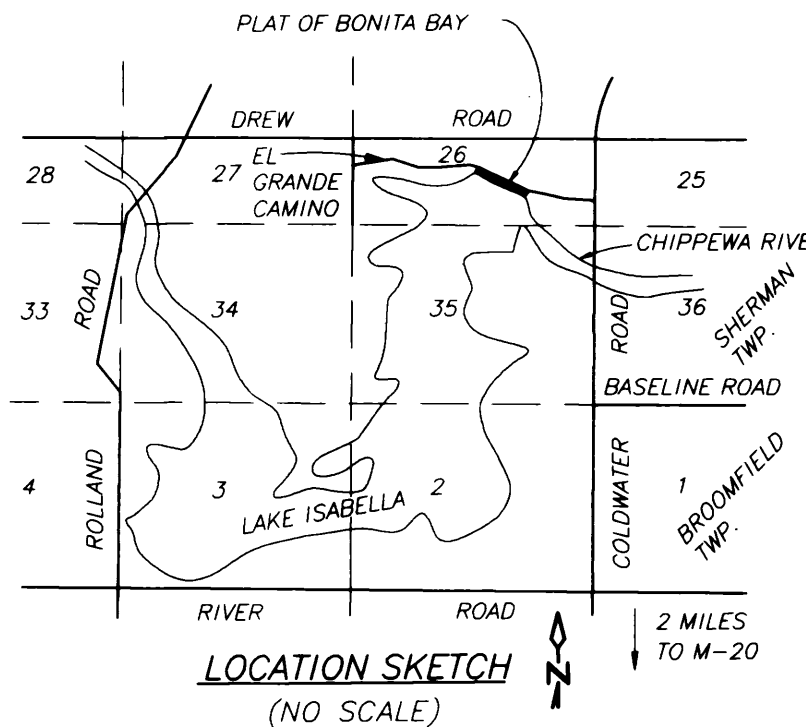 PLAT OF BONITA BAY
DREW ROAD
28
27
26
25
EL
GRANDE
CAMINO
CHIPPEWA RIVE
33
ROAD
34
35
ROAD
36
SHERMAN
TWP.
BASELINE ROAD
4
ROLLAND
3
LAKE ISABELLA
2
COLDWATER
1
BROOMFIELD
TWP.
RIVER ROAD
2 MILES
TO M-20
N
LOCATION SKETCH
(NO SCALE)